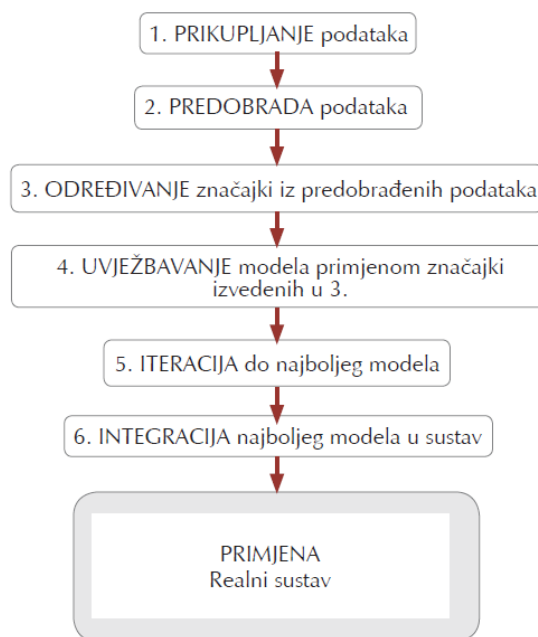 1. PRIKUPLJANJE podataka
2. PREDOBRADA podataka
3. ODREĐIVANJE značajki iz predobrađenih podataka
4. UVJEŽBAVANJE modela primjenom značajki
izvedenih u 3.
5. ITERACIJA do najboljeg modela
6. INTEGRACIJA najboljeg modela u sustav
PRIMJENA
Realni sustav